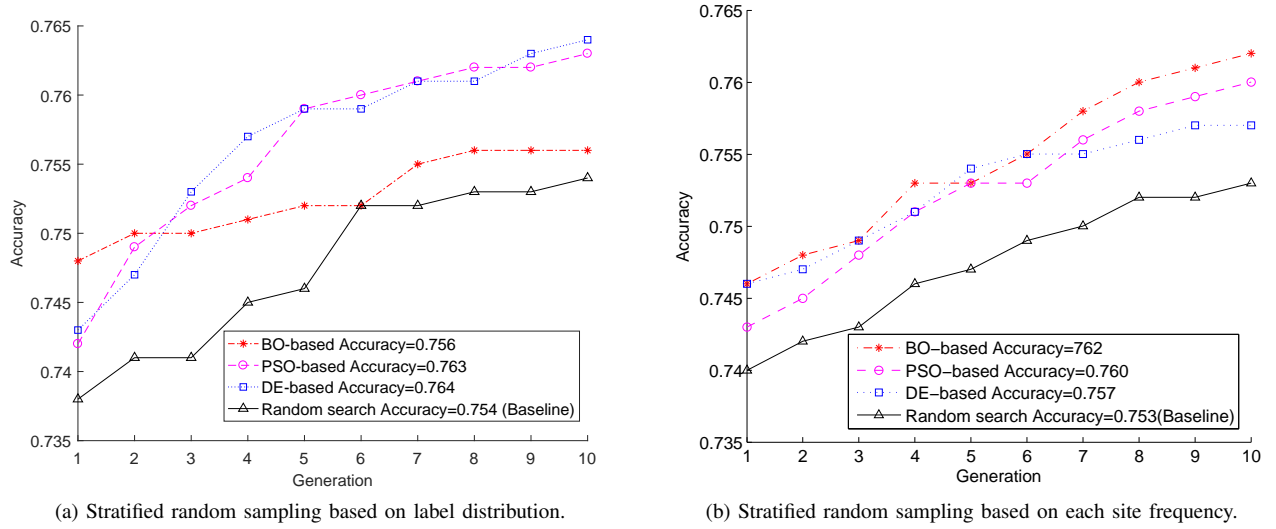 0.765
0.76
0.755
0.75
0.745
0.74
0.735
Accuracy
1 2 3 4 5 6 7 8 9 10
Generation
BO-based Accuracy=0.756
PSO-based Accuracy=0.763
DE-based Accuracy=0.764
Random search Accuracy=0.754 (Baseline)
(a) Stratified random sampling based on label distribution.
0.765
0.76
0.755
0.75
0.745
0.74
0.735
Accuracy
1 2 3 4 5 6 7 8 9 10
Generation
BO−based Accuracy=762
PSO−based Accuracy=0.760
DE−based Accuracy=0.757
Random search Accuracy=0.753(Baseline)
(b) Stratified random sampling based on each site frequency.